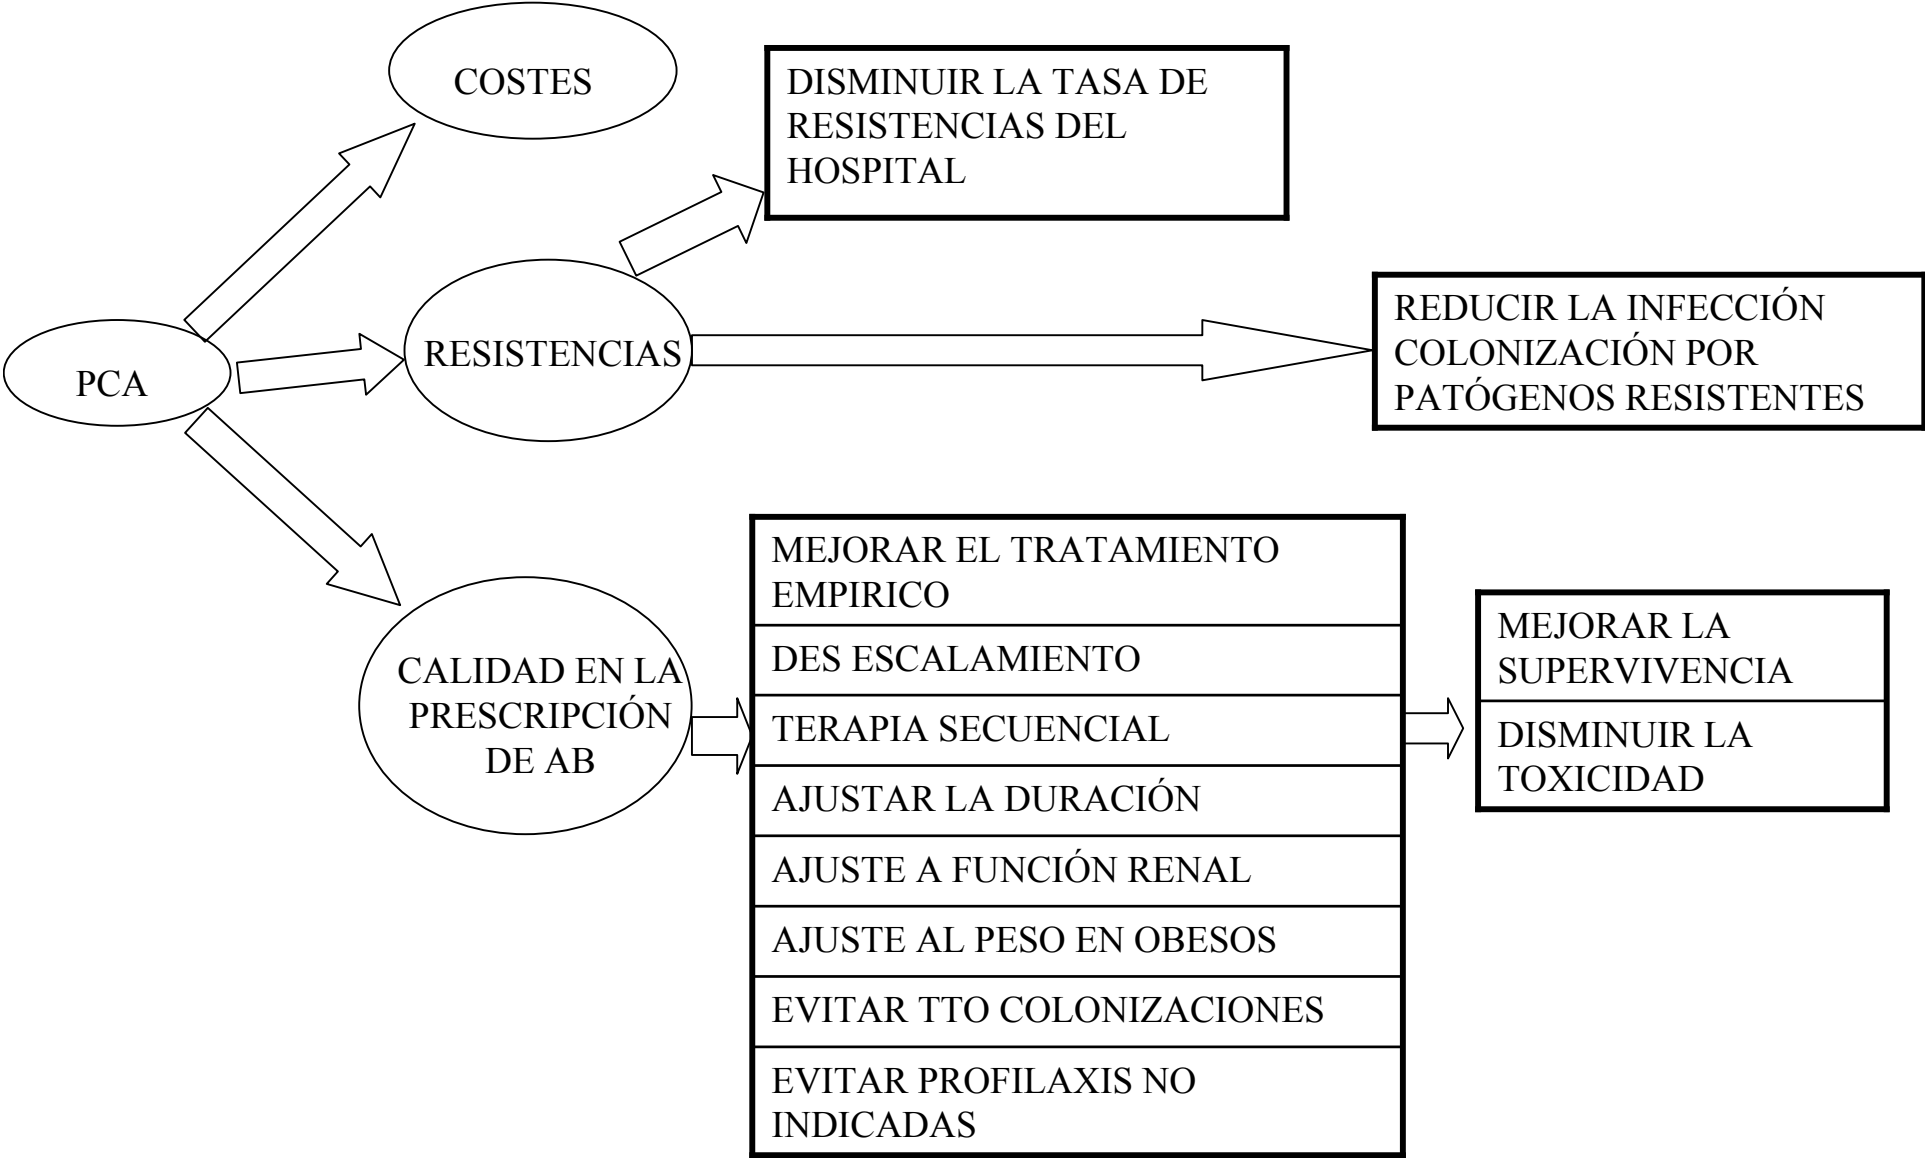 COSTES
DISMINUIR LA TASA DE
RESISTENCIAS DEL
HOSPITAL
PCA
RESISTENCIAS
REDUCIR LA INFECCIÓN
COLONIZACIÓN POR
PATÓGENOS RESISTENTES
CALIDAD EN LA
PRESCRIPCIÓN
DE AB
MEJORAR EL TRATAMIENTO
EMPIRICO
DES ESCALAMIENTO
TERAPIA SECUENCIAL
AJUSTAR LA DURACIÓN
AJUSTE A FUNCIÓN RENAL
AJUSTE AL PESO EN OBESOS
EVITAR TTO COLONIZACIONES
EVITAR PROFILAXIS NO
INDICADAS
MEJORAR LA
SUPERVIVENCIA
DISMINUIR LA
TOXICIDAD